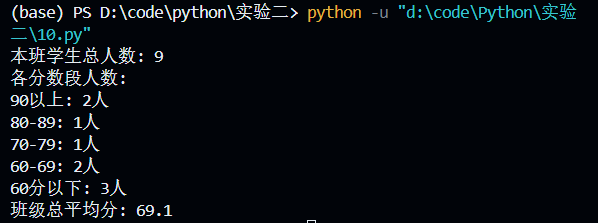 (base) PS D:\code\python\实验二> python -u "d:\code\Python\实验
二\10.py"
本班学生总人数: 9
各分数段人数:
90以上: 2人
80-89: 1人
70-79: 1人
60-69: 2人
60分以下: 3人
班级总平均分: 69.1